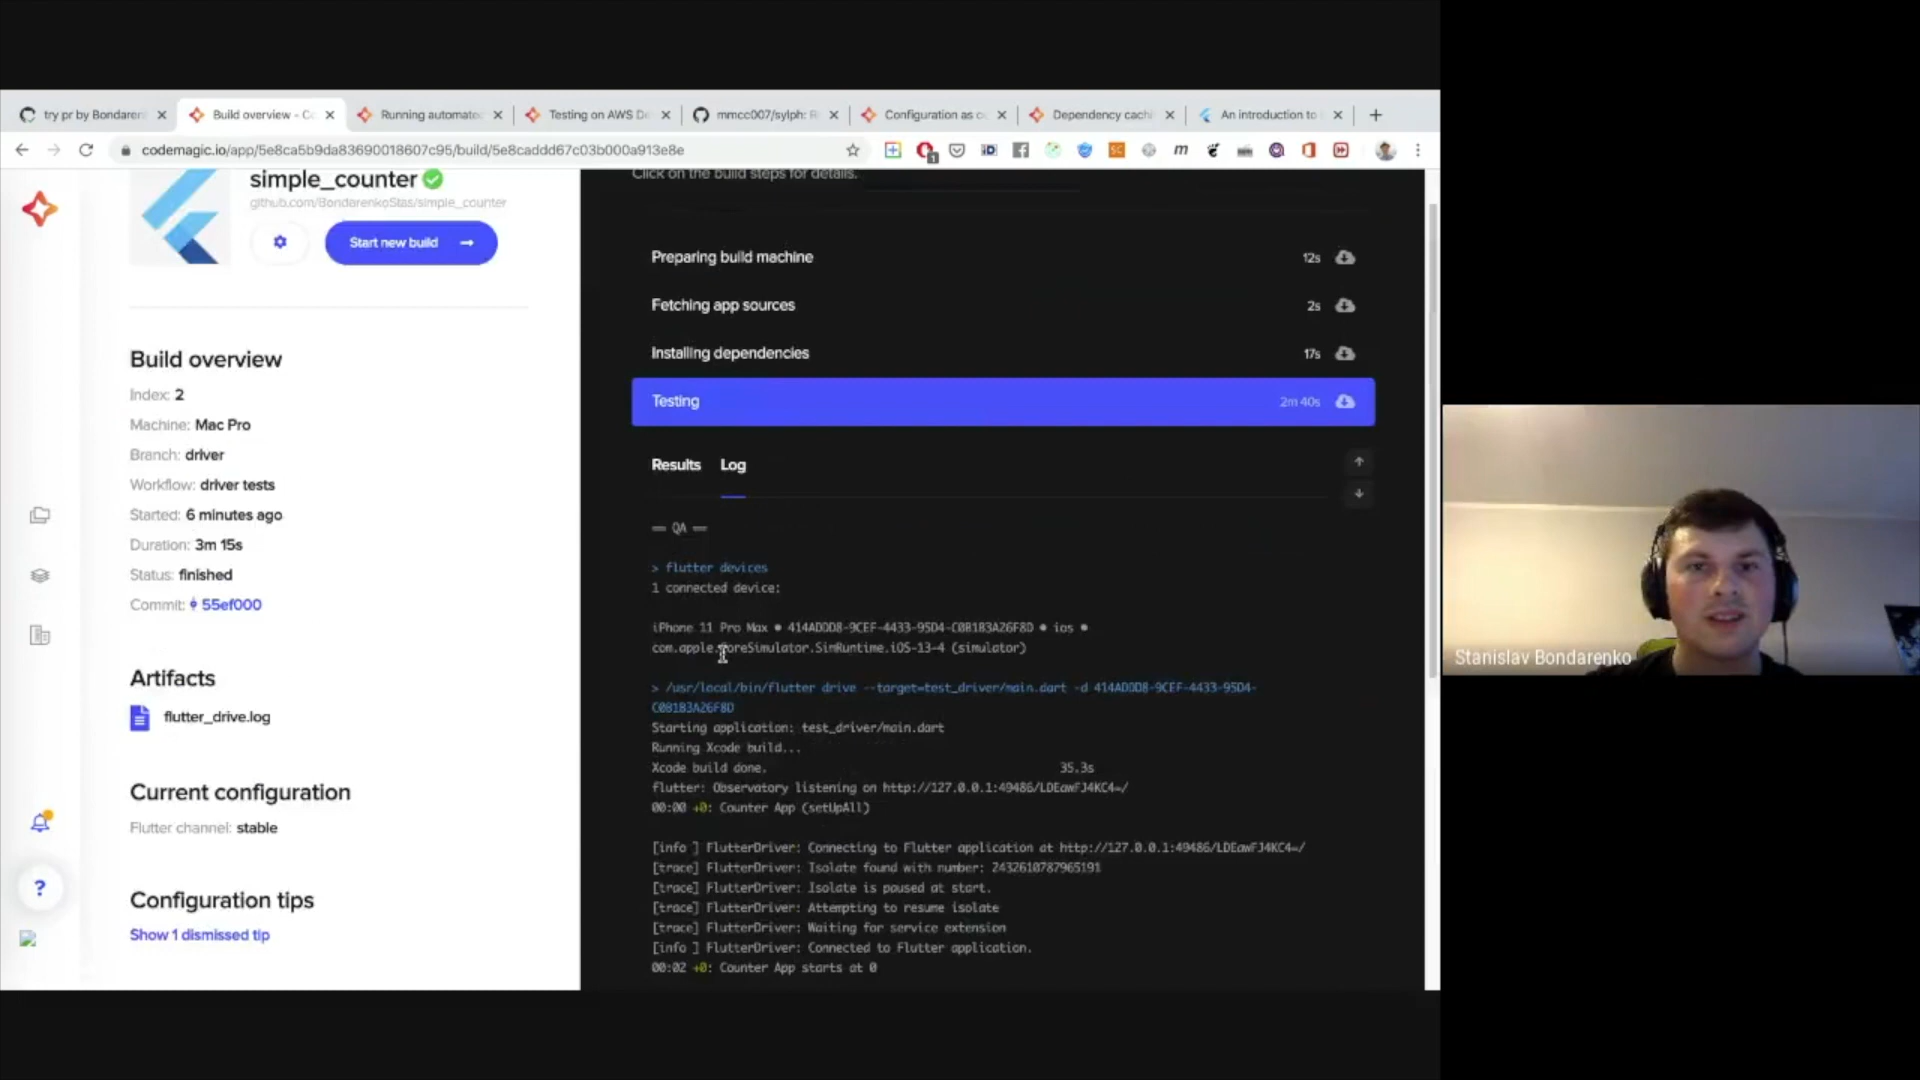 try pr by Bondaren
Build overview - Co
Running automated
Testing on AWS De
mmcc007/sylph: R
Configuration as c
Dependency cachi
An introduction to
codemagic.io/app/5e8ca5b9da83690018607c95/build/5e8caddd67c03b000a913e8e
simple_counter
github.com/BondarenkoStas/simple_counter
Start new build
Build overview
Index: 2
Machine: Mac Pro
Branch: driver
Workflow: driver tests
Started: 6 minutes ago
Duration: 3m 15s
Status: finished
Commit: 55ef000
Artifacts
flutter_drive.log
Current configuration
Flutter channel: stable
Configuration tips
Show 1 dismissed tip
Click on the build steps for details.
Preparing build machine 12s
Fetching app sources 2s
Installing dependencies 17s
Testing 2m 40s
Results Log
== QA ==
> flutter devices
1 connected device:
iPhone 11 Pro Max • 414ADDD8-9CEF-4433-95D4-C081B3A26F8D • ios •
com.apple.CoreSimulator.SimRuntime.iOS-13-4 (simulator)
> /usr/local/bin/flutter drive --target=test_driver/main.dart -d 414ADDD8-9CEF-4433-95D4-
C081B3A26F8D
Starting application: test_driver/main.dart
Running Xcode build...
Xcode build done. 35.3s
flutter: Observatory listening on http://127.0.0.1:49486/LDEawFJ4KC4=/
00:00 +0: Counter App (setUpAll)
[info ] FlutterDriver: Connecting to Flutter application at http://127.0.0.1:49486/LDEawFJ4KC4=/
[trace] FlutterDriver: Isolate found with number: 2432610787965191
[trace] FlutterDriver: Isolate is paused at start.
[trace] FlutterDriver: Attempting to resume isolate
[trace] FlutterDriver: Waiting for service extension
[info ] FlutterDriver: Connected to Flutter application.
00:02 +0: Counter App starts at 0
Stanislav Bondarenko